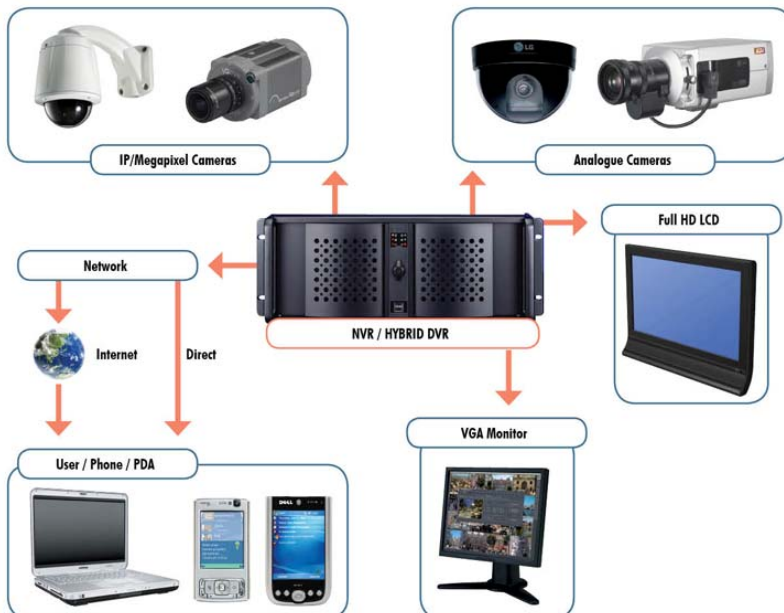 LG
IP/Megapixel Cameras
Analogue Cameras
Full HD LCD
Network
NVR / HYBRID DVR
Internet
Direct
VGA Monitor
User / Phone / PDA
DELL